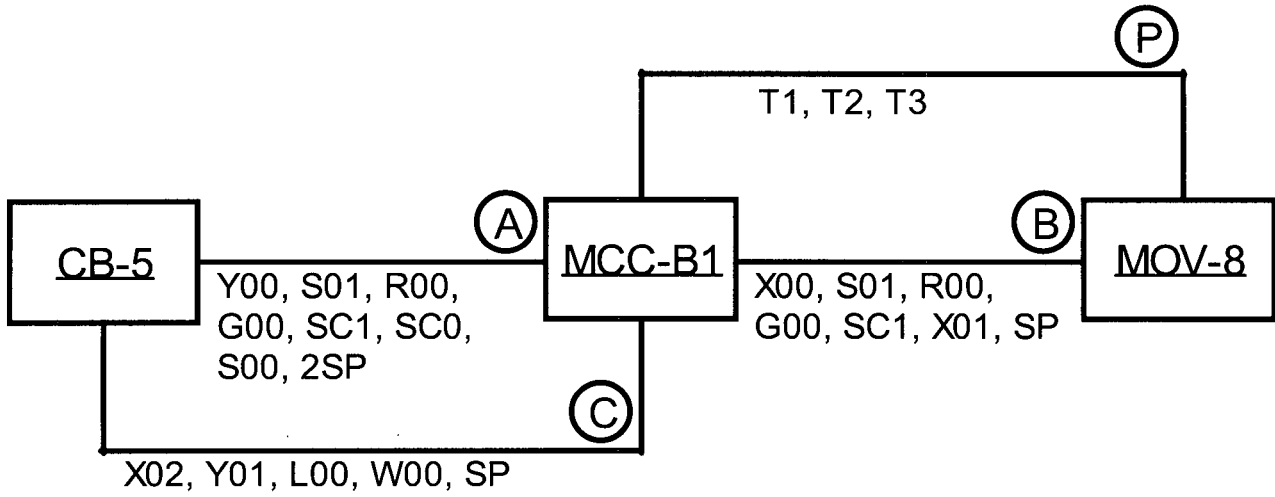 P
T1, T2, T3
A
B
CB-5
MCC-B1
MOV-8
Y00, S01, R00,
G00, SC1, SC0,
S00, 2SP
X00, S01, R00,
G00, SC1, X01, SP
C
X02, Y01, L00, W00, SP